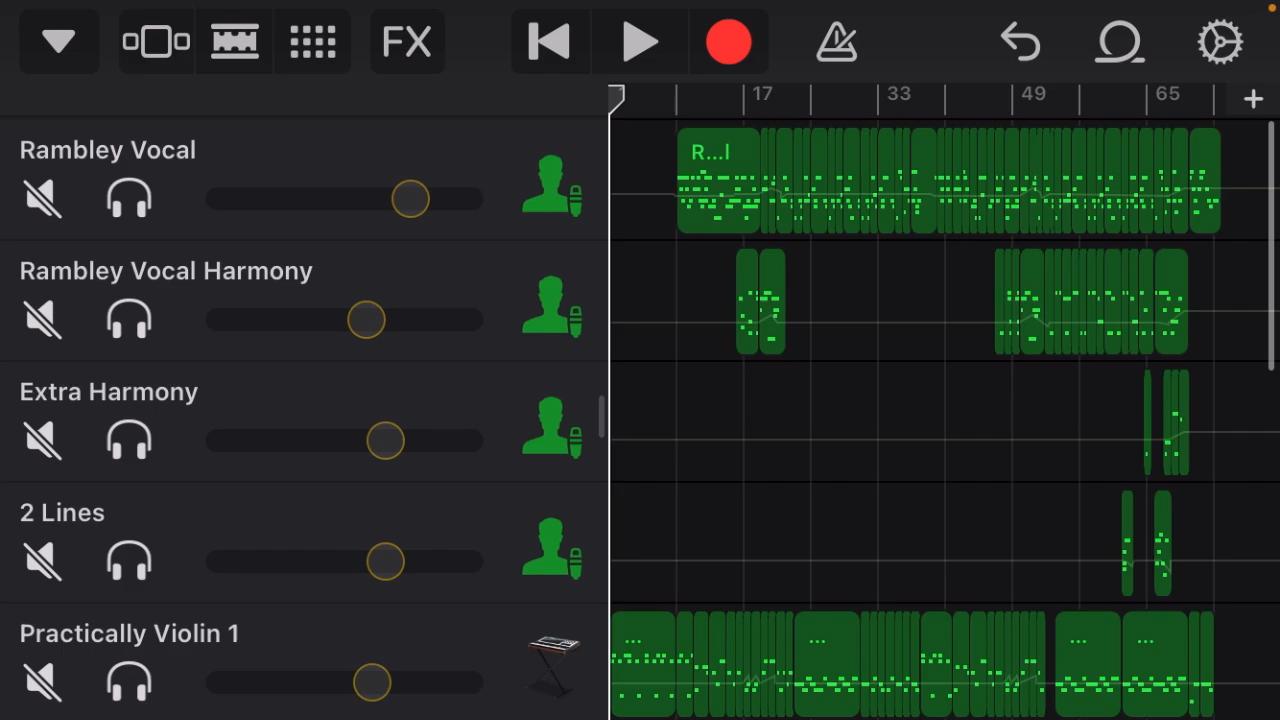 FX
17 33 49 65 +
Rambley Vocal
R...l
Rambley Vocal Harmony
Extra Harmony
2 Lines
Practically Violin 1
... ... ... ...